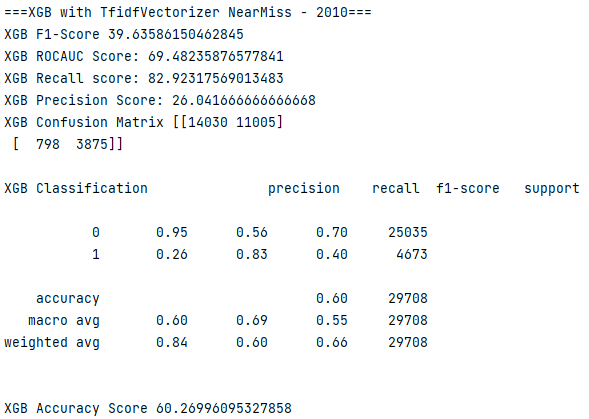 ===XGB with TfidfVectorizer NearMiss - 2010===
XGB F1-Score 39.63586150462845
XGB ROCAUC Score: 69.48235876577841
XGB Recall score: 82.92317569013483
XGB Precision Score: 26.041666666666668
XGB Confusion Matrix [[14030 11005]
 [  798  3875]]
XGB Classification               precision    recall  f1-score   support
           0       0.95      0.56      0.70     25035
           1       0.26      0.83      0.40      4673
    accuracy                           0.60     29708
   macro avg       0.60      0.69      0.55     29708
weighted avg       0.84      0.60      0.66     29708
XGB Accuracy Score 60.26996095327858